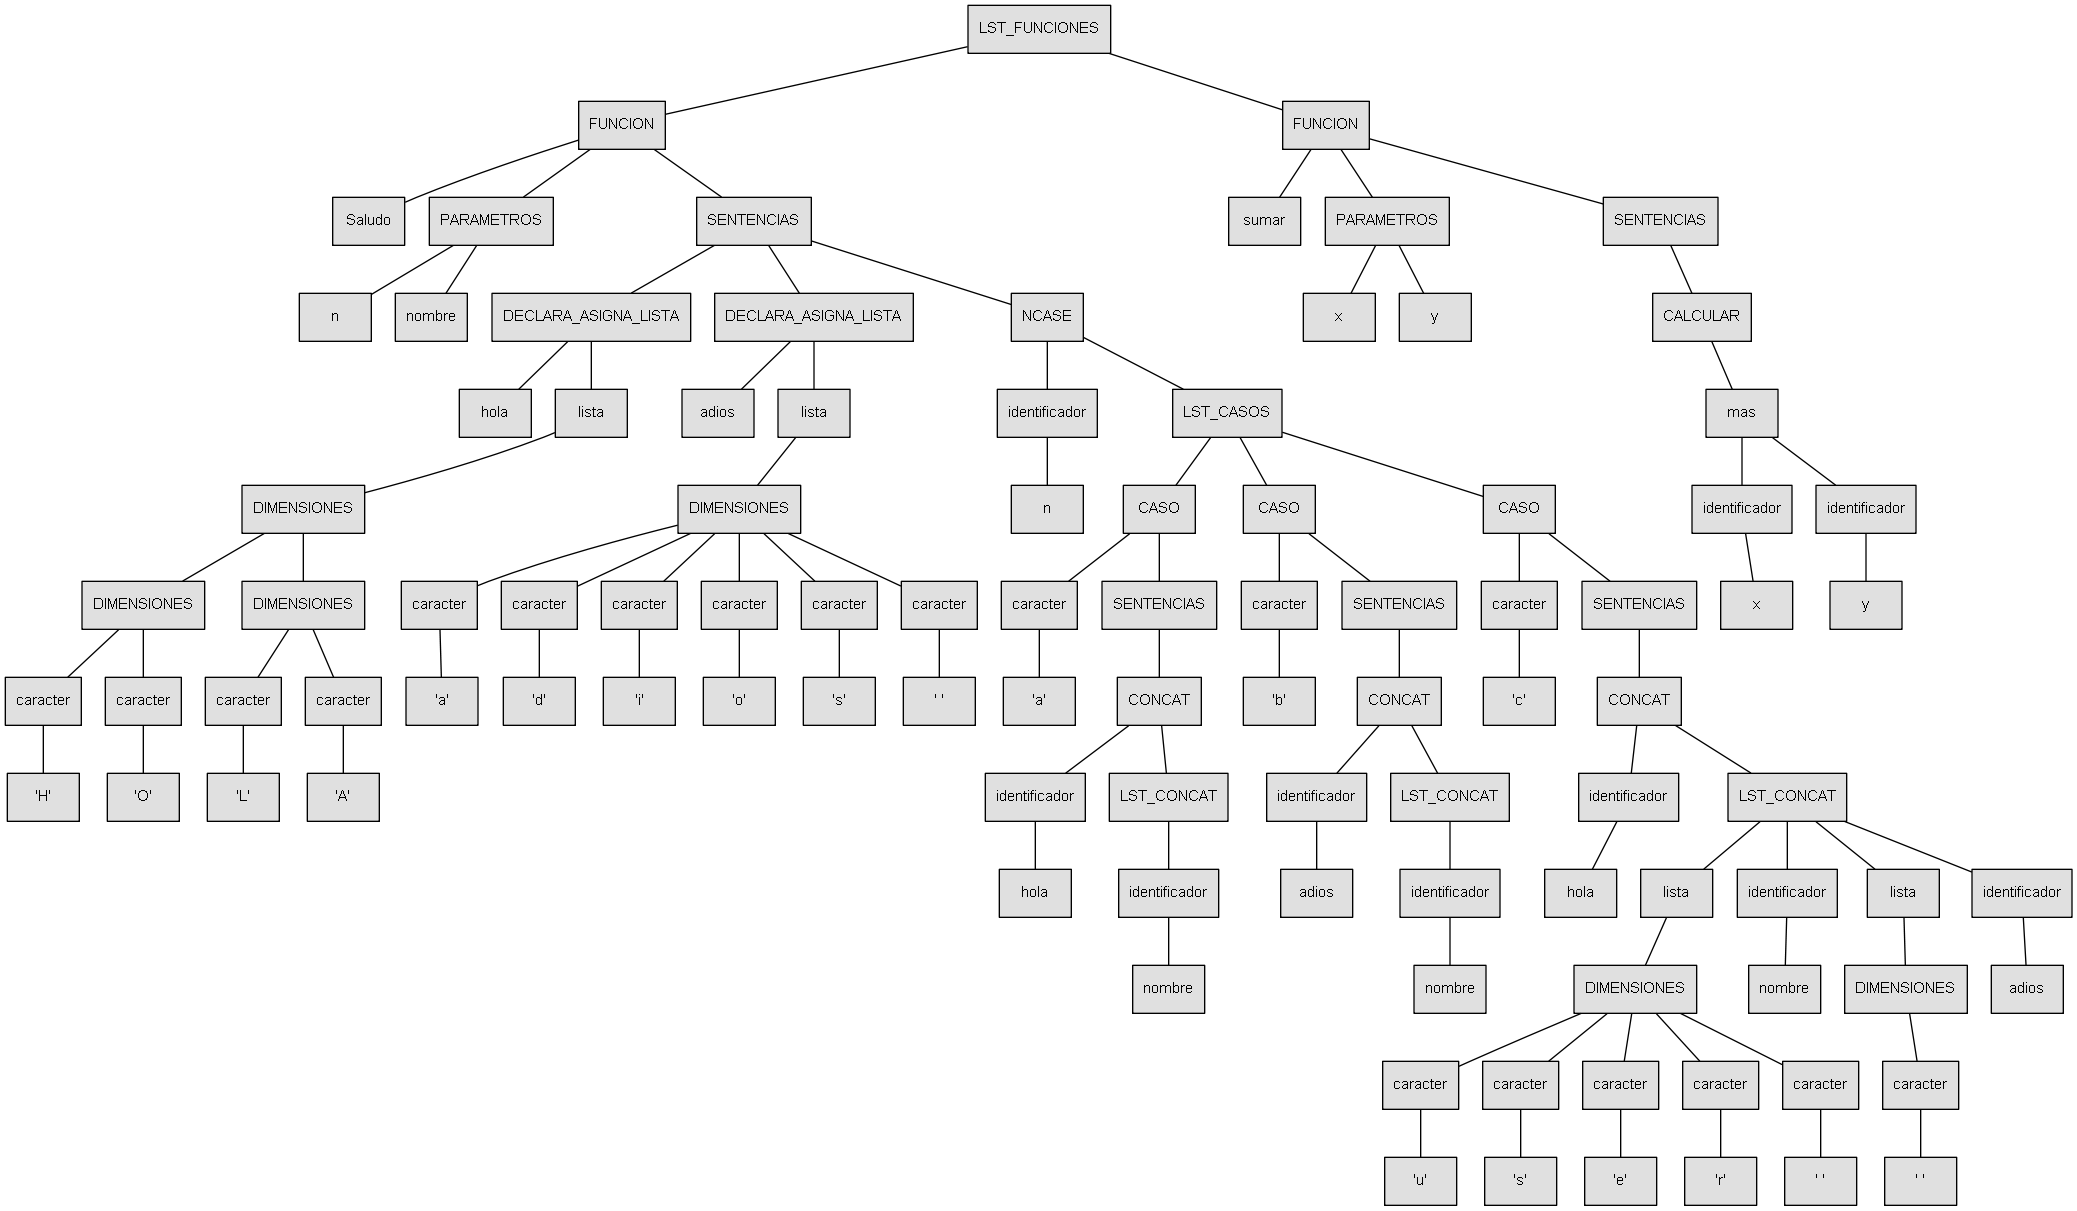 LST_FUNCIONES
FUNCION FUNCION
Saludo PARAMETROS SENTENCIAS sumar PARAMETROS SENTENCIAS
n nombre DECLARA_ASIGNA_LISTA DECLARA_ASIGNA_LISTA NCASE x y CALCULAR
hola lista adios lista identificador LST_CASOS mas
DIMENSIONES DIMENSIONES n CASO CASO CASO identificador identificador
DIMENSIONES DIMENSIONES caracter caracter caracter caracter caracter caracter caracter SENTENCIAS caracter SENTENCIAS caracter SENTENCIAS x y
caracter caracter caracter caracter 'a' 'd' 'i' 'o' 's' ' ' 'a' CONCAT 'b' CONCAT 'c' CONCAT
'H' 'O' 'L' 'A' identificador LST_CONCAT identificador LST_CONCAT identificador LST_CONCAT
hola identificador adios identificador hola lista identificador lista identificador
nombre nombre DIMENSIONES nombre DIMENSIONES adios
caracter caracter caracter caracter caracter caracter
'u' 's' 'e' 'r' ' ' ' '